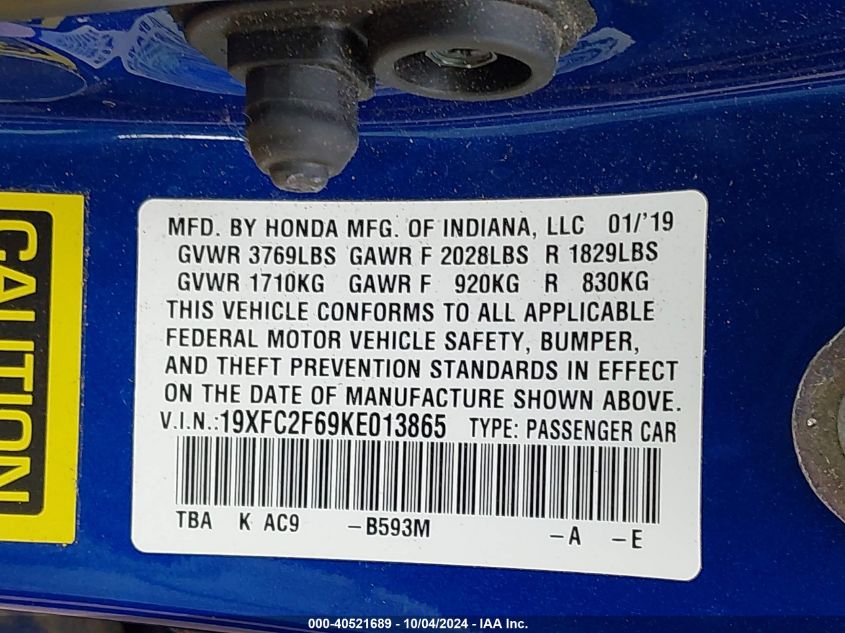 CAUTION
MFD. BY HONDA MFG. OF INDIANA, LLC 01/'19
GVWR 3769LBS GAWR F 2028LBS R 1829LBS
GVWR 1710KG GAWR F 920KG R 830KG
THIS VEHICLE CONFORMS TO ALL APPLICABLE
FEDERAL MOTOR VEHICLE SAFETY, BUMPER,
AND THEFT PREVENTION STANDARDS IN EFFECT
ON THE DATE OF MANUFACTURE SHOWN ABOVE.
V.I.N.:19XFC2F69KE013865 TYPE: PASSENGER CAR
TBA K AC9 –B593M –A –E
000-40521689 - 10/04/2024 - IAA Inc.